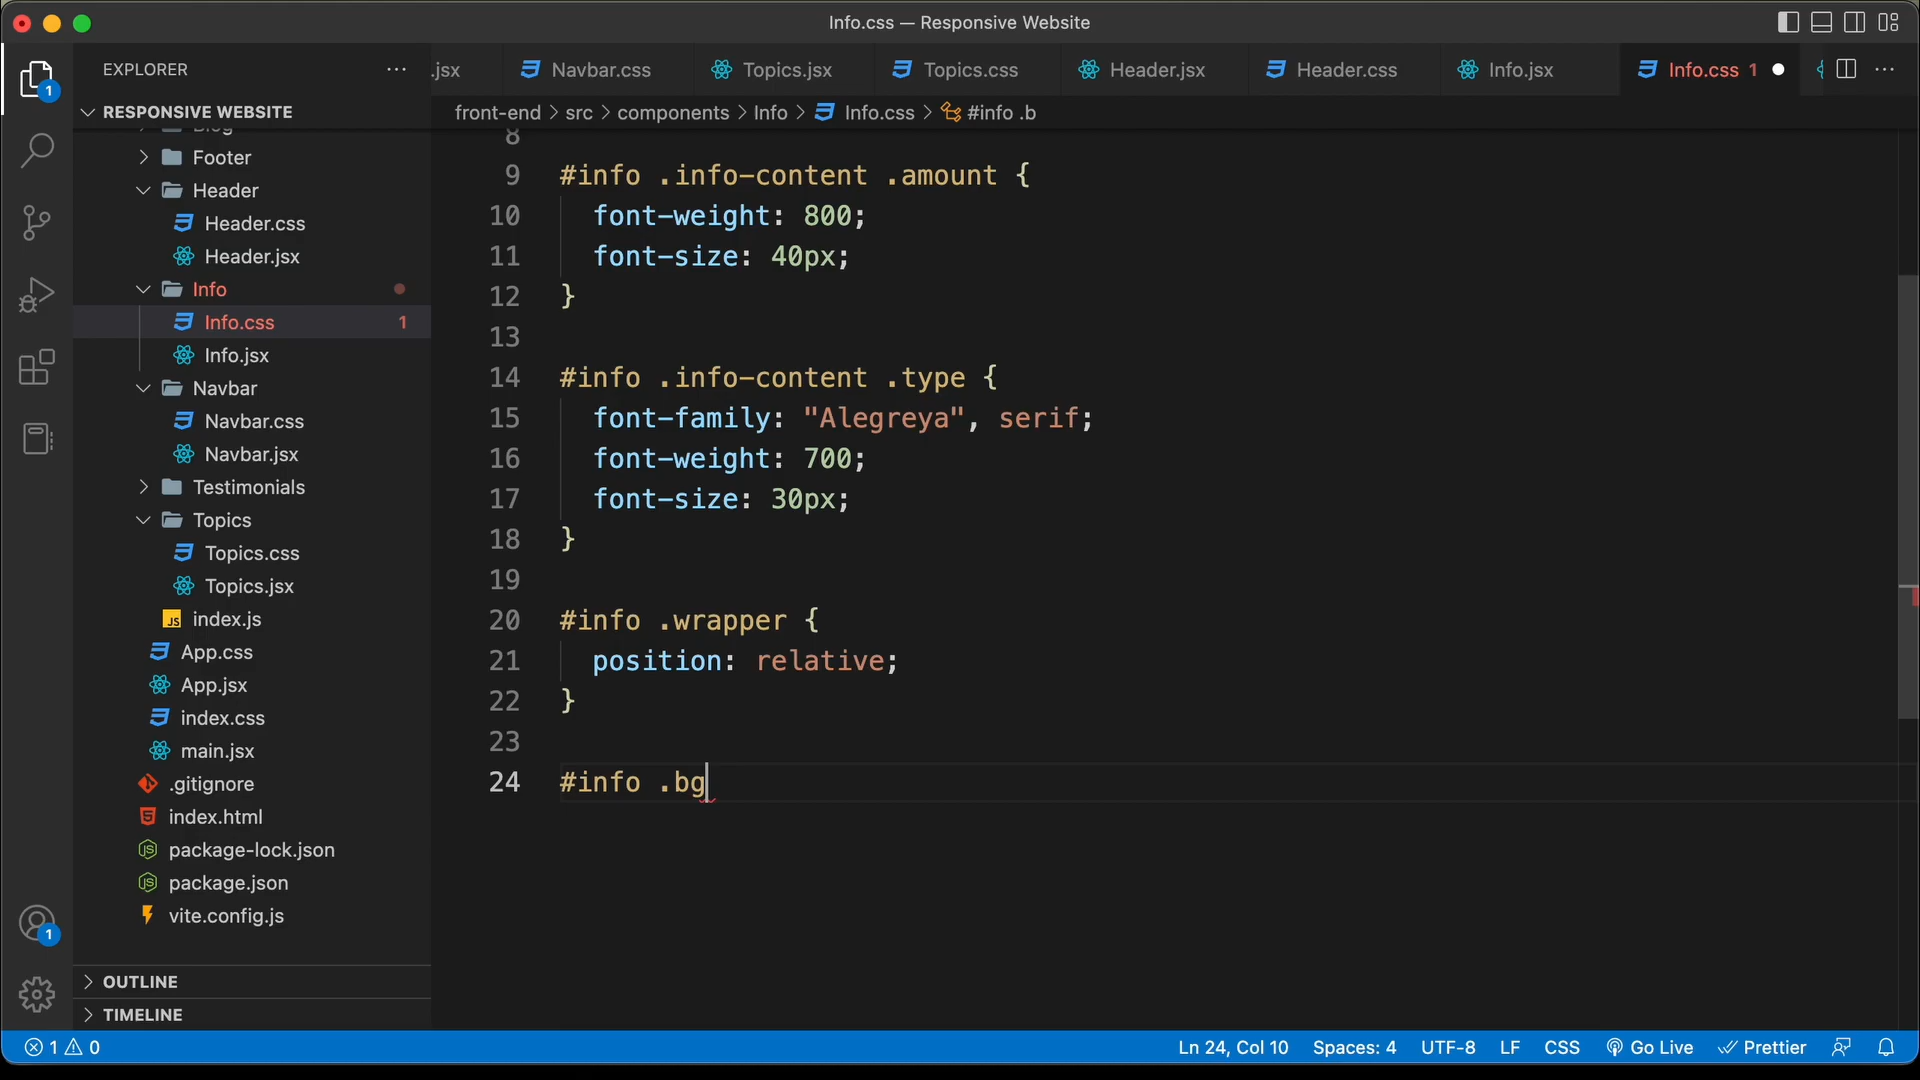 Info.css — Responsive Website
EXPLORER
.jsx
Navbar.css
Topics.jsx
Topics.css
Header.jsx
Header.css
Info.jsx
Info.css 1
RESPONSIVE WEBSITE
front-end > src > components > Info > Info.css > #info .b
Blog
Footer
Header
Header.css
Header.jsx
Info
Info.css 1
Info.jsx
Navbar
Navbar.css
Navbar.jsx
Testimonials
Topics
Topics.css
Topics.jsx
JS index.js
App.css
App.jsx
index.css
main.jsx
.gitignore
index.html
package-lock.json
package.json
vite.config.js
OUTLINE
TIMELINE
1
1
8
9 #info .info-content .amount {
10 font-weight: 800;
11 font-size: 40px;
12 }
13
14 #info .info-content .type {
15 font-family: "Alegreya", serif;
16 font-weight: 700;
17 font-size: 30px;
18 }
19
20 #info .wrapper {
21 position: relative;
22 }
23
24 #info .bg
1 0
Ln 24, Col 10
Spaces: 4
UTF-8
LF
CSS
Go Live
Prettier